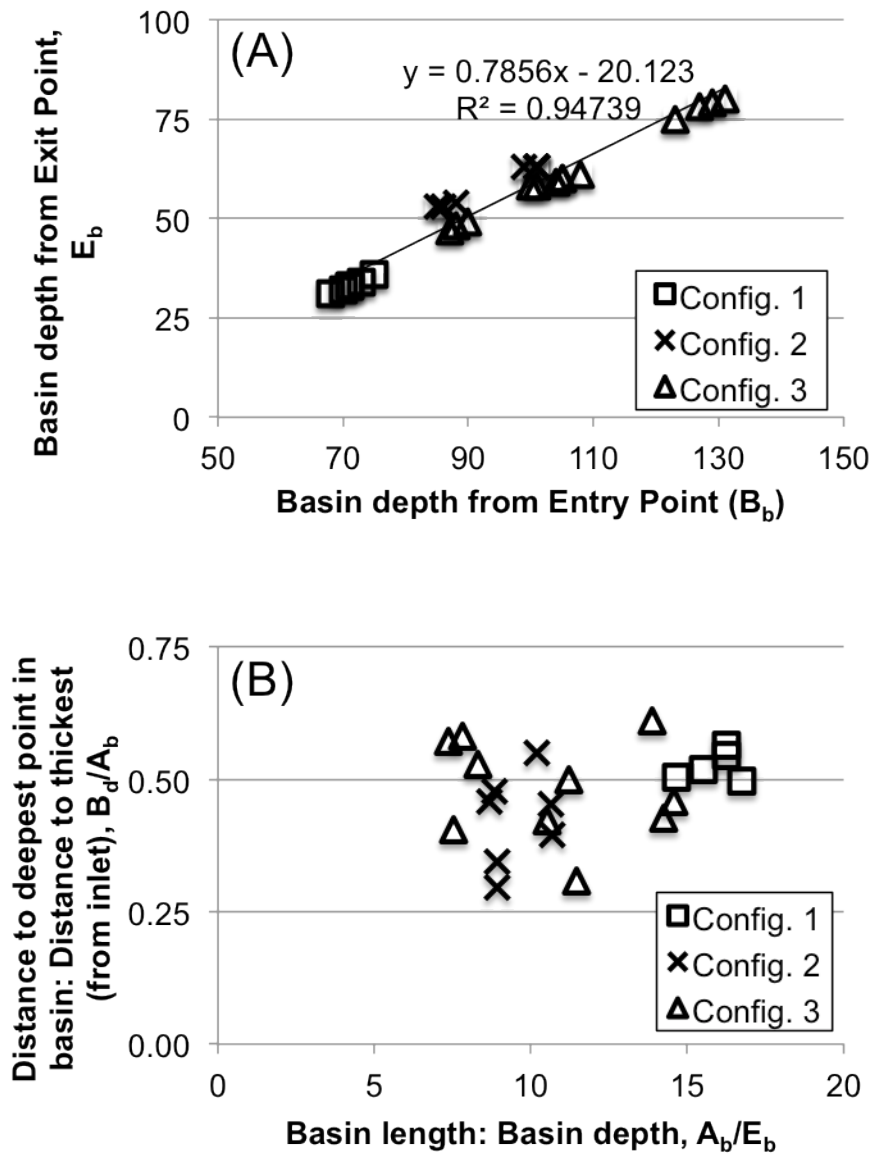 (A)
y = 0.7856x - 20.123
R² = 0.94739
Basin depth from Exit Point,
E_b
100
75
50
25
0
50 70 90 110 130 150
Basin depth from Entry Point (B_b)
Config. 1
Config. 2
Config. 3
(B)
Distance to deepest point in
basin: Distance to thickest
(from inlet), B_d/A_b
0.75
0.50
0.25
0.00
0 5 10 15 20
Basin length: Basin depth, A_b/E_b
Config. 1
Config. 2
Config. 3